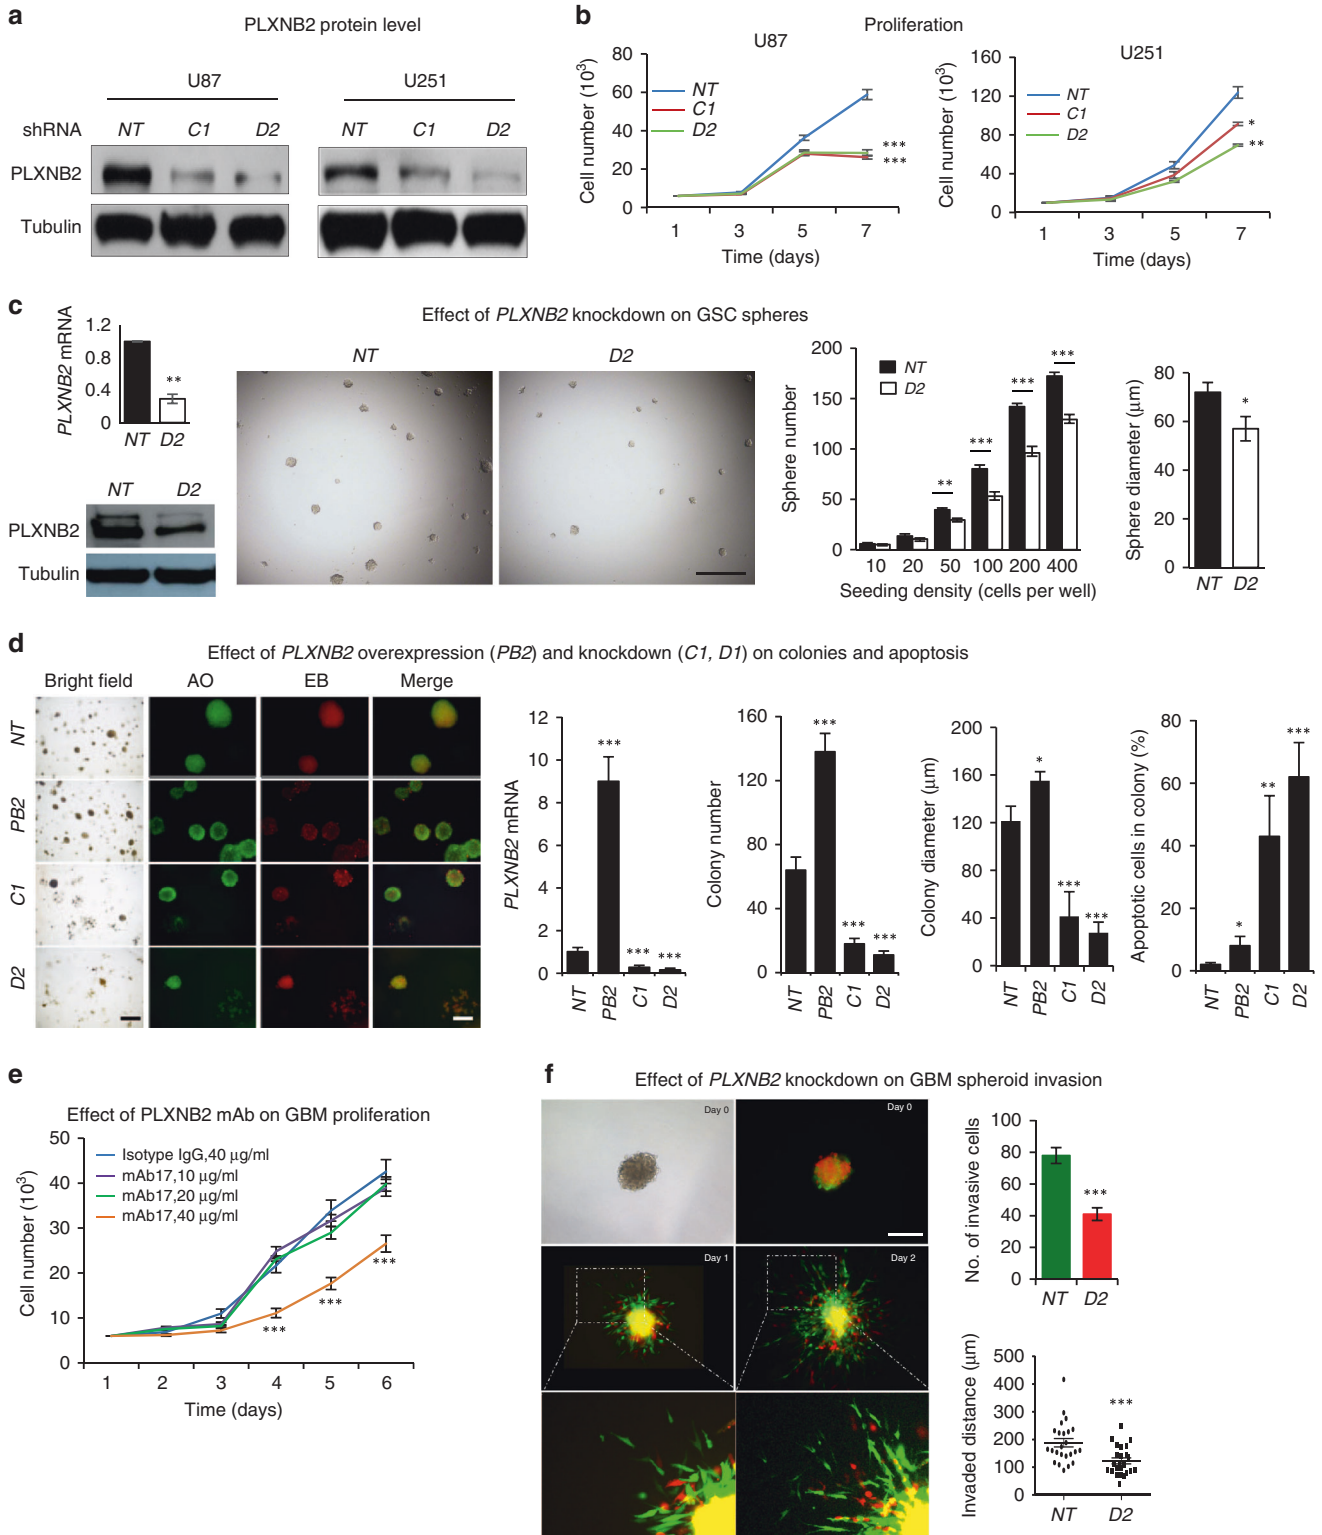 a
PLXNB2 protein level
U87
U251
shRNA NT C1 D2 NT C1 D2
PLXNB2
Tubulin
b
Proliferation
U87
Cell number (10³)
80
60
40
20
0
NT
C1
D2
***
***
1 3 5 7
Time (days)
U251
Cell number (10³)
160
120
80
40
0
NT
C1
D2
*
**
1 3 5 7
Time (days)
c
Effect of PLXNB2 knockdown on GSC spheres
PLXNB2 mRNA
1.2
0.8
0.4
0
**
NT D2
NT D2
PLXNB2
Tubulin
NT
D2
Sphere number
200
150
100
50
0
NT
D2
**
***
***
***
10 20 50 100 200 400
Seeding density (cells per well)
Sphere diameter (µm)
80
60
40
20
0
*
NT D2
d
Effect of PLXNB2 overexpression (PB2) and knockdown (C1, D1) on colonies and apoptosis
Bright field AO EB Merge
NT
PB2
C1
D2
PLXNB2 mRNA
12
10
8
6
4
2
0
***
***
***
NT PB2 C1 D2
Colony number
160
120
80
40
0
***
***
***
NT PB2 C1 D2
Colony diameter (µm)
200
160
120
80
40
0
*
***
***
NT PB2 C1 D2
Apoptotic cells in colony (%)
80
60
40
20
0
*
**
***
NT PB2 C1 D2
e
Effect of PLXNB2 mAb on GBM proliferation
Cell number (10³)
50
40
30
20
10
0
Isotype IgG,40 µg/ml
mAb17,10 µg/ml
mAb17,20 µg/ml
mAb17,40 µg/ml
***
***
***
1 2 3 4 5 6
Time (days)
f
Effect of PLXNB2 knockdown on GBM spheroid invasion
Day 0
Day 0
Day 1
Day 2
No. of invasive cells
100
80
60
40
20
0
***
NT D2
Invaded distance (µm)
500
400
300
200
100
0
***
NT D2